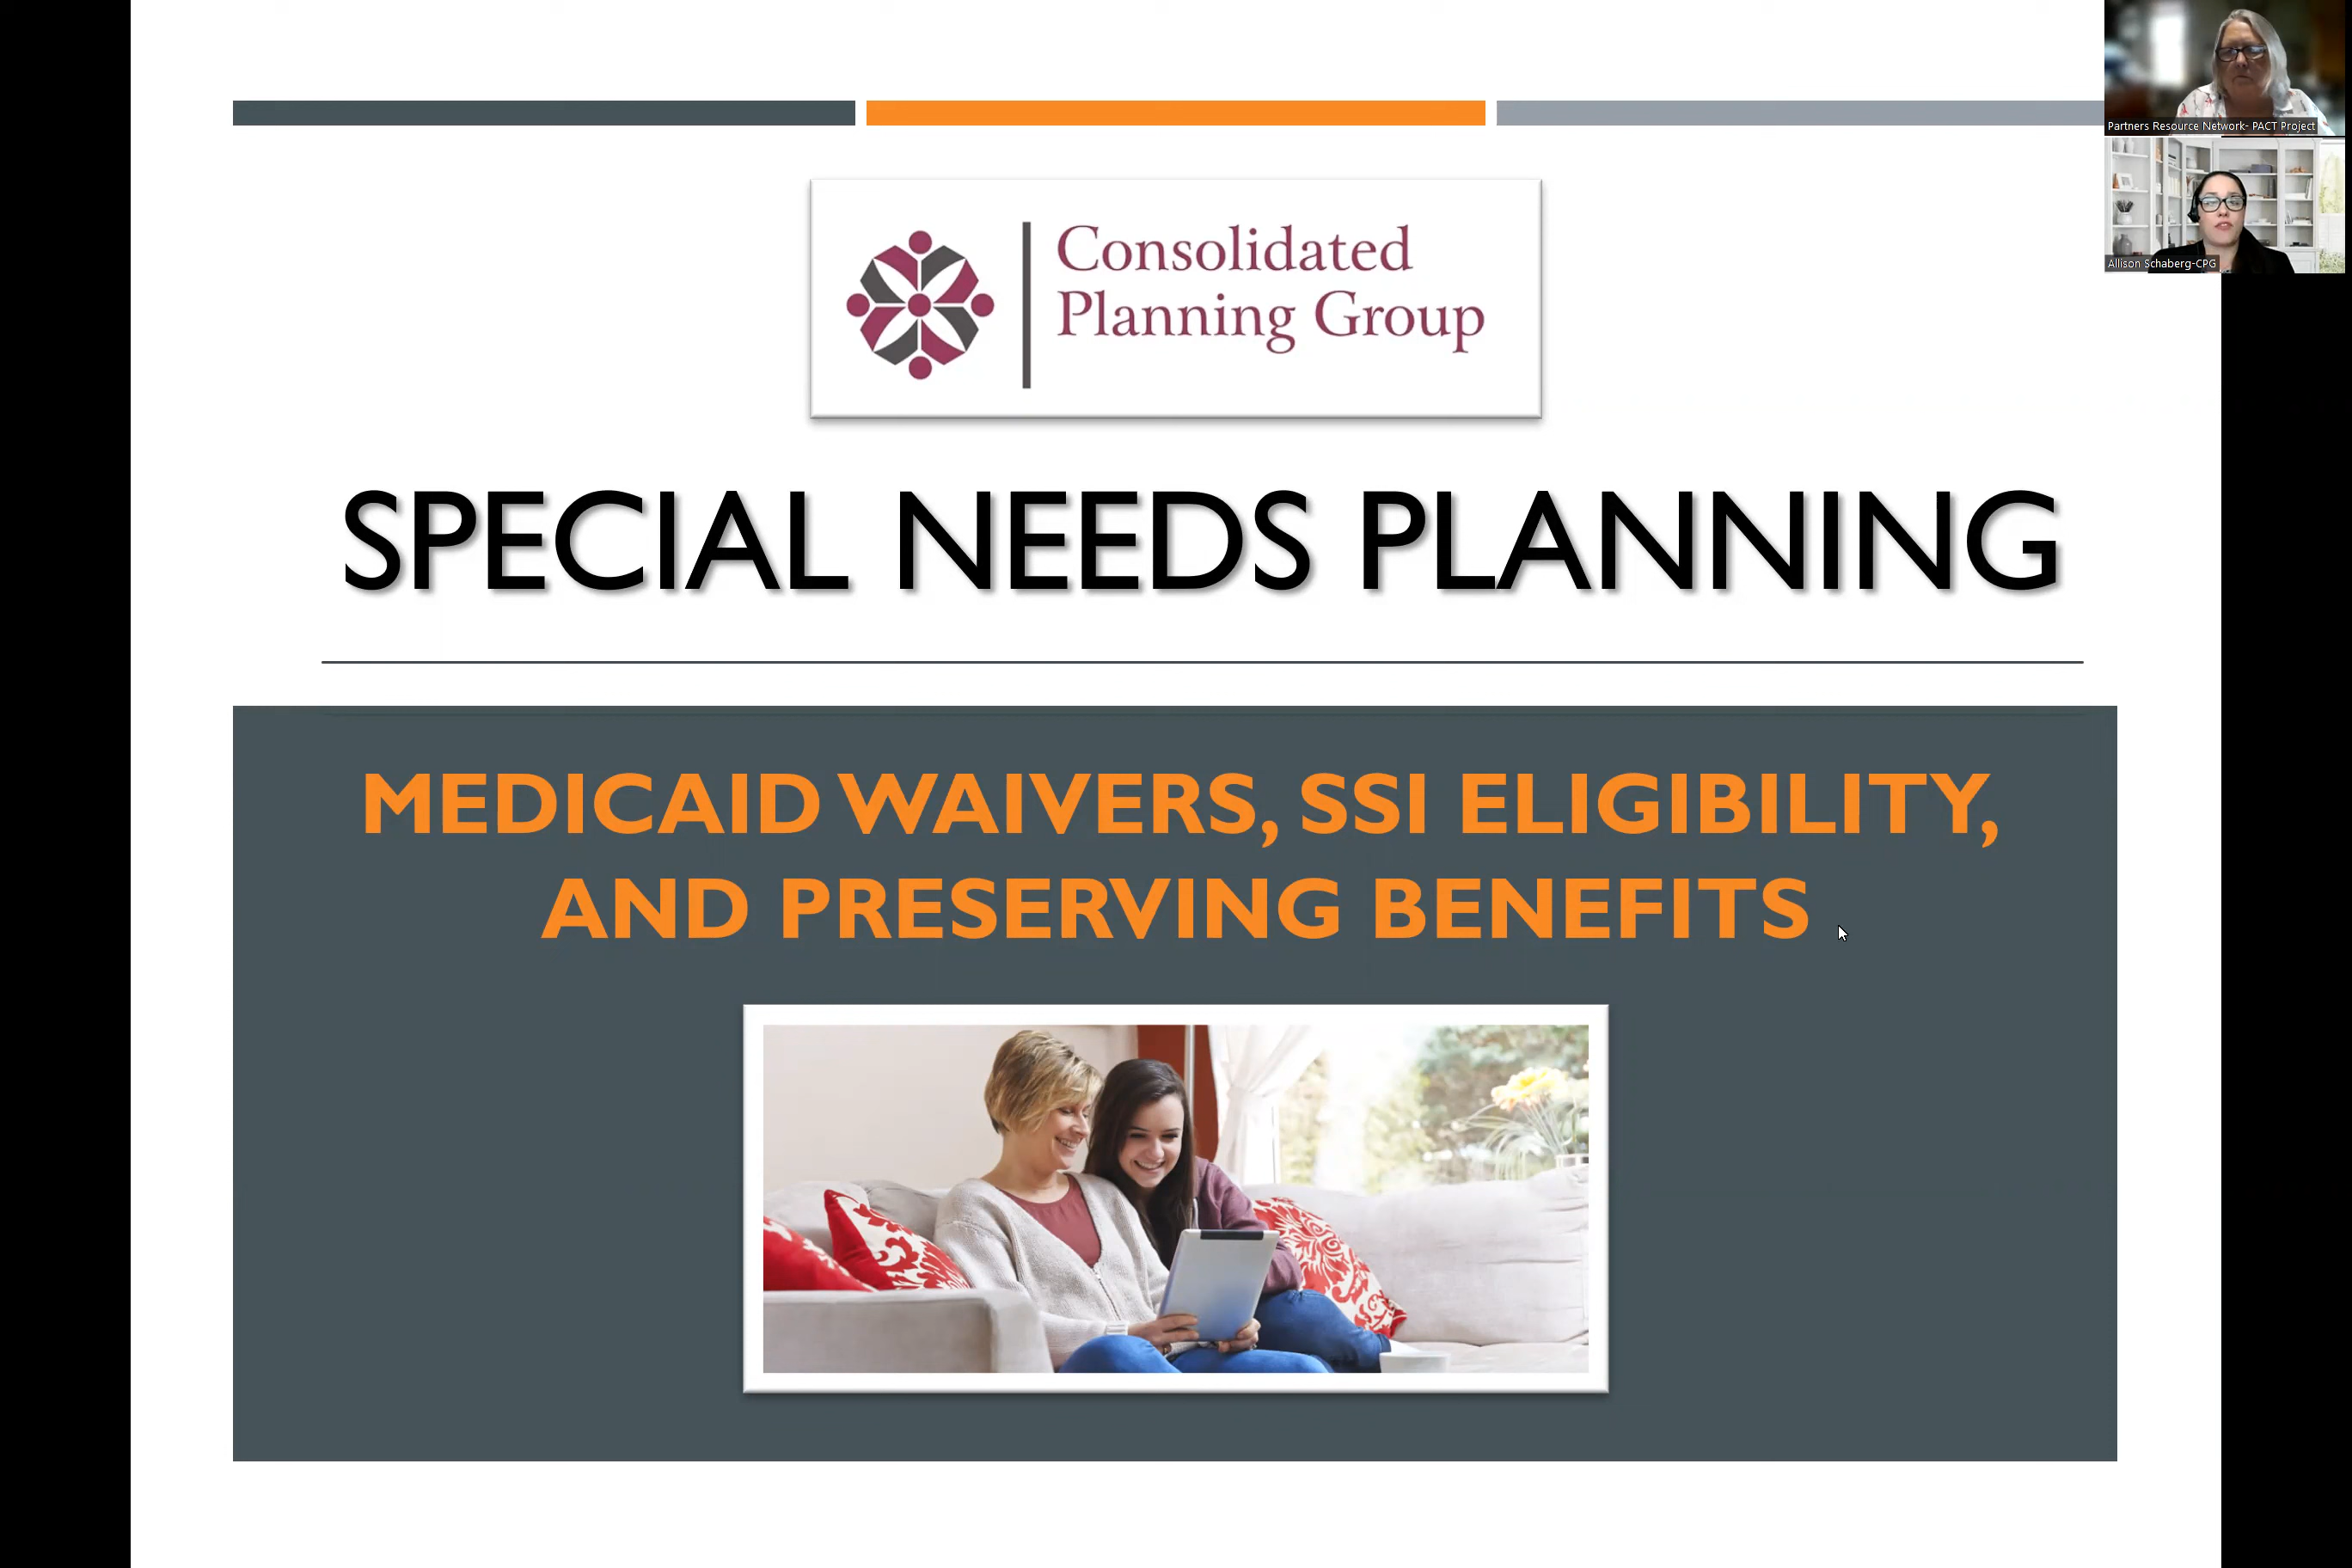 Partners Resource Network- PACT Project
Allison Schaberg-CPG
Consolidated
Planning Group
SPECIAL NEEDS PLANNING
MEDICAID WAIVERS, SSI ELIGIBILITY,
AND PRESERVING BENEFITS